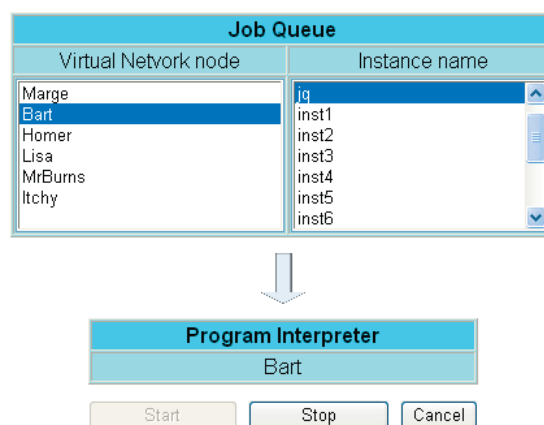 Job Queue
Virtual Network node
Instance name
Marge
Bart
Homer
Lisa
MrBurns
Itchy
jq
inst1
inst2
inst3
inst4
inst5
inst6
Program Interpreter
Bart
Start
Stop
Cancel